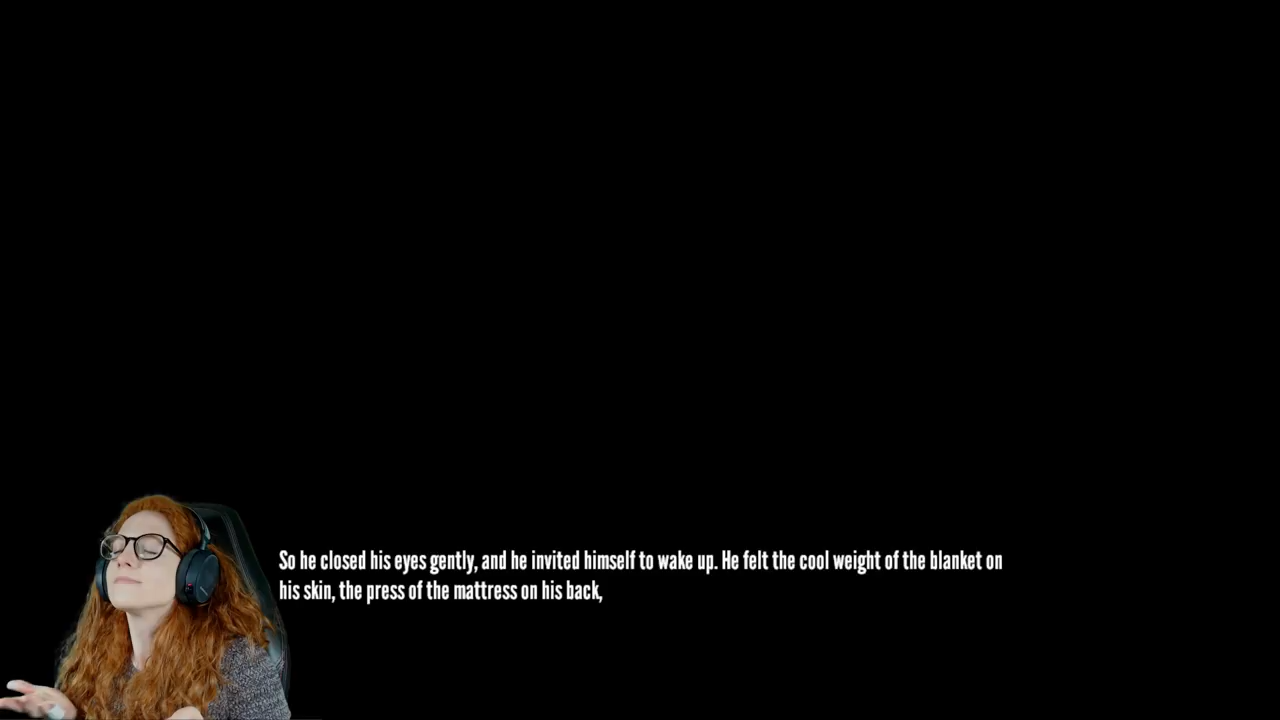 So he closed his eyes gently, and he invited himself to wake up. He felt the cool weight of the blanket on
his skin, the press of the mattress on his back,